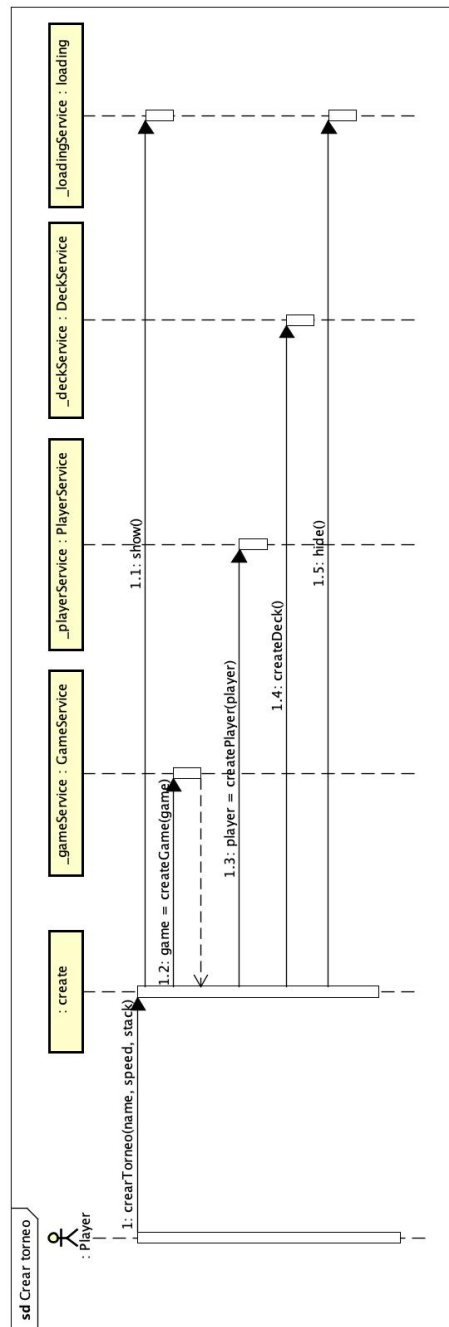 sd Crear torneo
: Player
: create
_gameService : GameService
_playerService : PlayerService
_deckService : DeckService
_loadingService : loading
1: crearTorneo(name, speed, stack)
1.1: show()
1.2: game = createGame(game)
1.3: player = createPlayer(player)
1.4: createDeck()
1.5: hide()